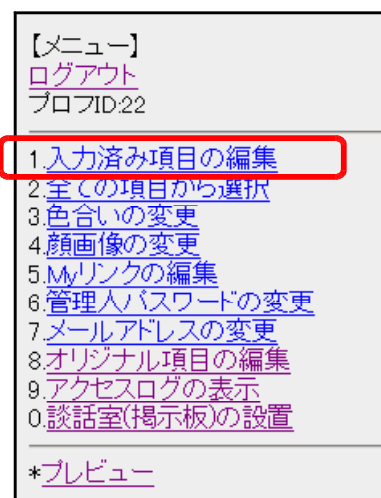 【メニュー】
ログアウト
プロフID:22
1.入力済み項目の編集
2.全ての項目から選択
3.色合いの変更
4.顔画像の変更
5.Myリンクの編集
6.管理人パスワードの変更
7.メールアドレスの変更
8.オリジナル項目の編集
9.アクセスログの表示
0.談話室(掲示板)の設置
*プレビュー